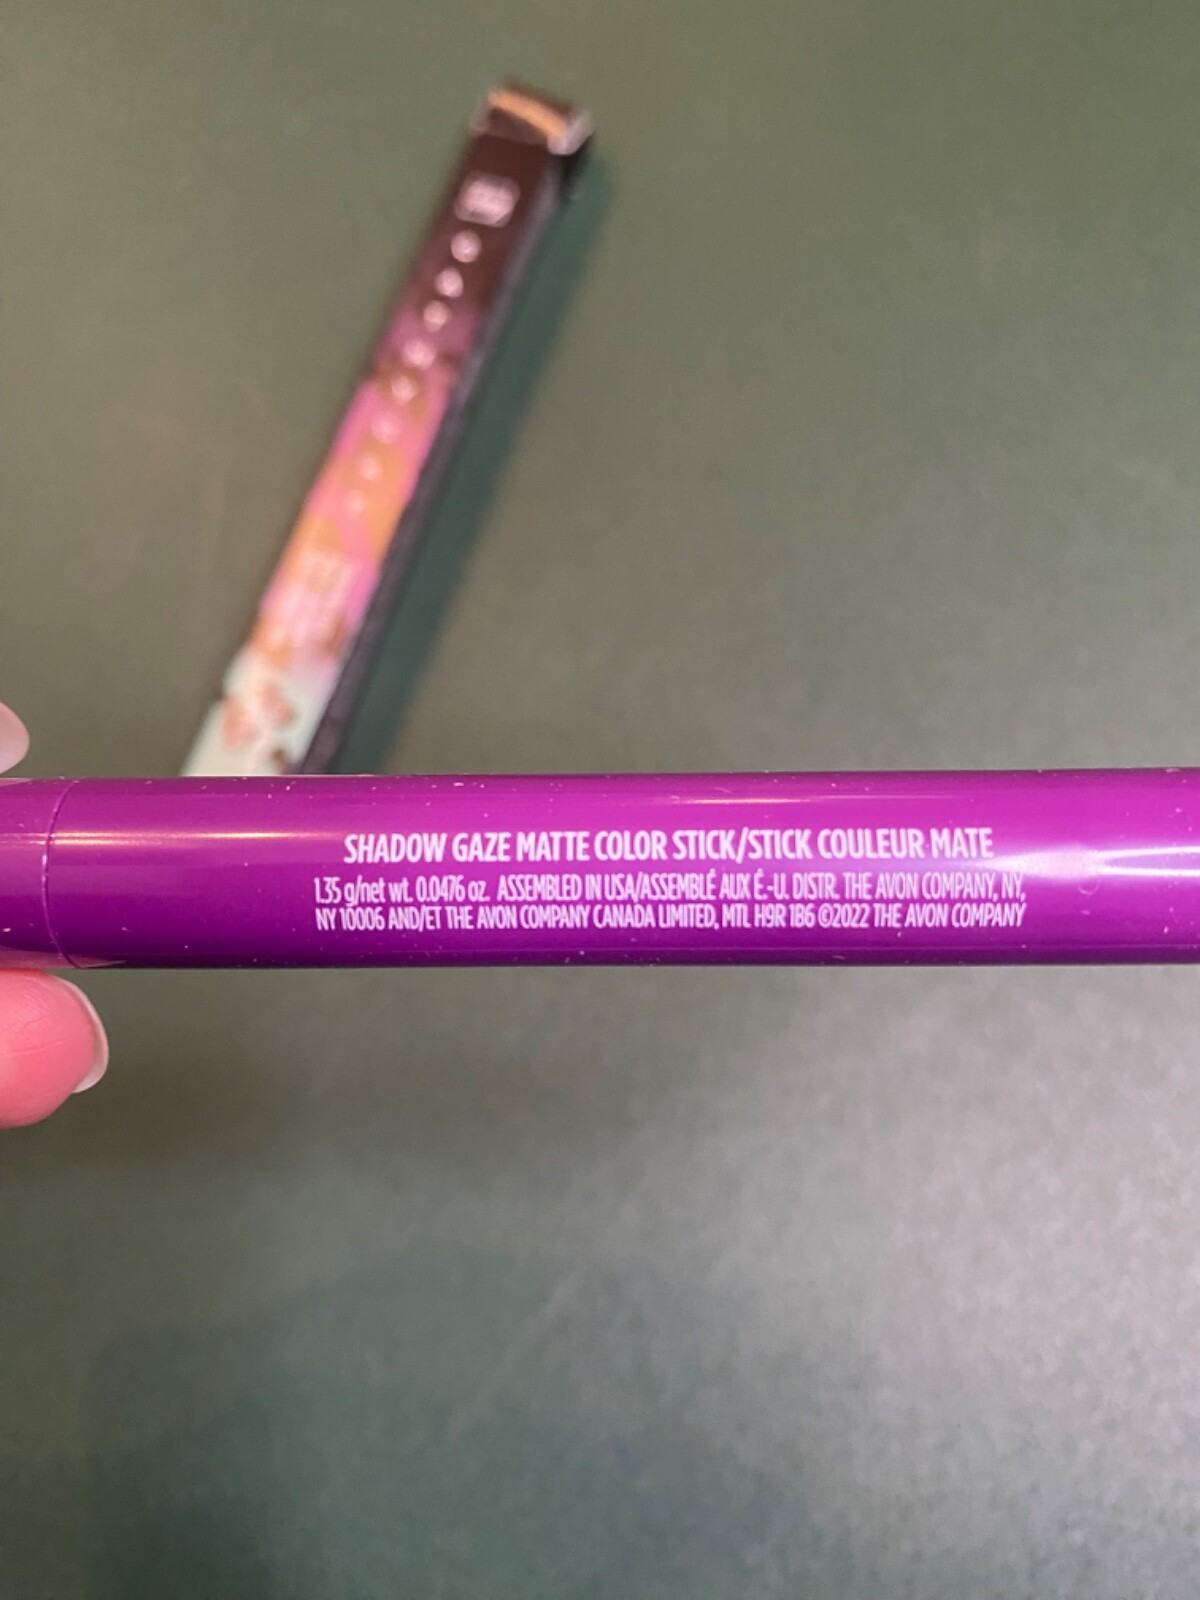 SHADOW GAZE MATTE COLOR STICK/STICK COULEUR MATE
1.35 g/net wt. 0.0476 oz. ASSEMBLED IN USA/ASSEMBLÉ AUX É.-U. DISTR. THE AVON COMPANY, NY,
NY 10006 AND/ET THE AVON COMPANY CANADA LIMITED, MTL H9R 1B6 ©2022 THE AVON COMPANY